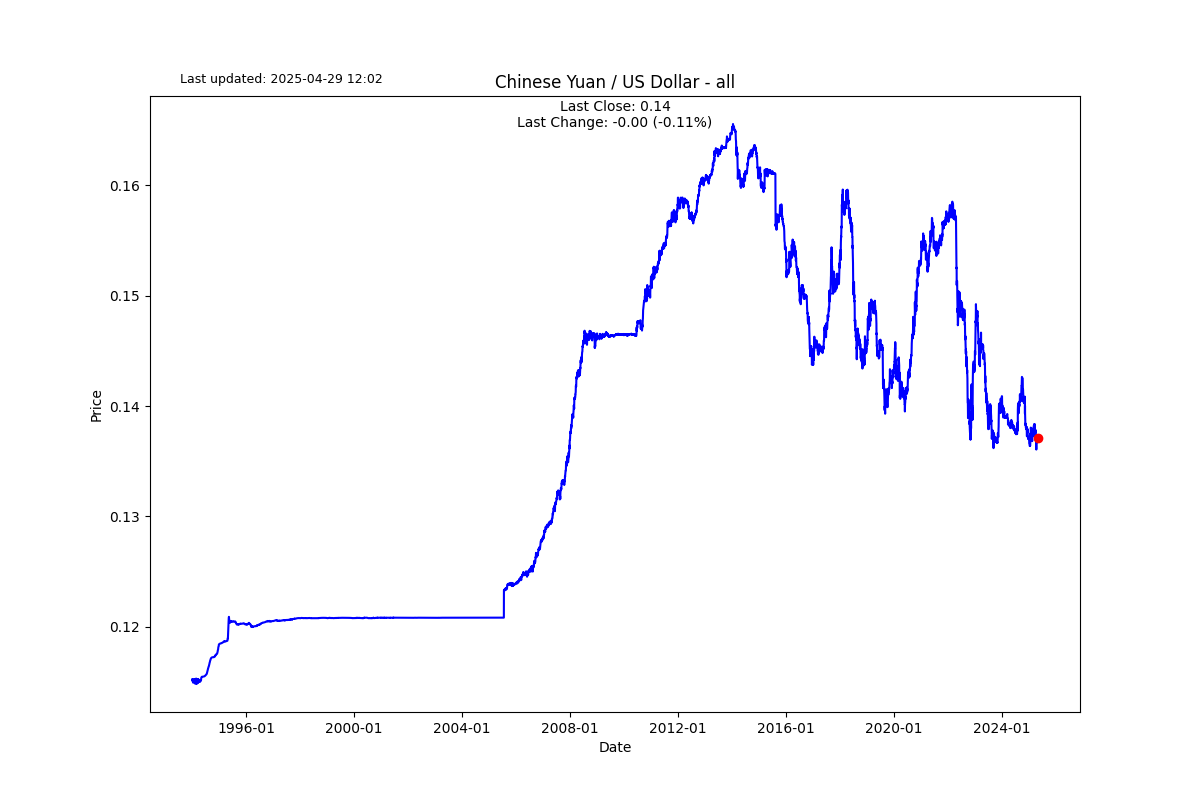 Last updated: 2025-04-29 12:02
Chinese Yuan / US Dollar - all
Last Close: 0.14
Last Change: -0.00 (-0.11%)
0.16
0.15
0.14
0.13
0.12
Price
1996-01
2000-01
2004-01
2008-01
2012-01
2016-01
2020-01
2024-01
Date